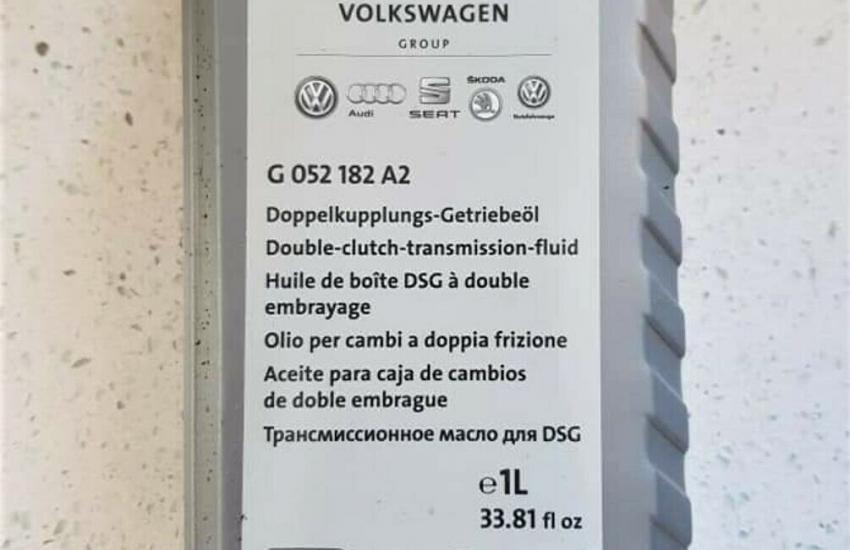 VOLKSWAGEN
GROUP
Audi
SEAT
ŠKODA
Nutzfahrzeuge
G 052 182 A2
Doppelkupplungs-Getriebeöl
Double-clutch-transmission-fluid
Huile de boîte DSG à double
embrayage
Olio per cambi a doppia frizione
Aceite para caja de cambios
de doble embrague
Трансмиссионное масло для DSG
℮1L
33.81 fl oz